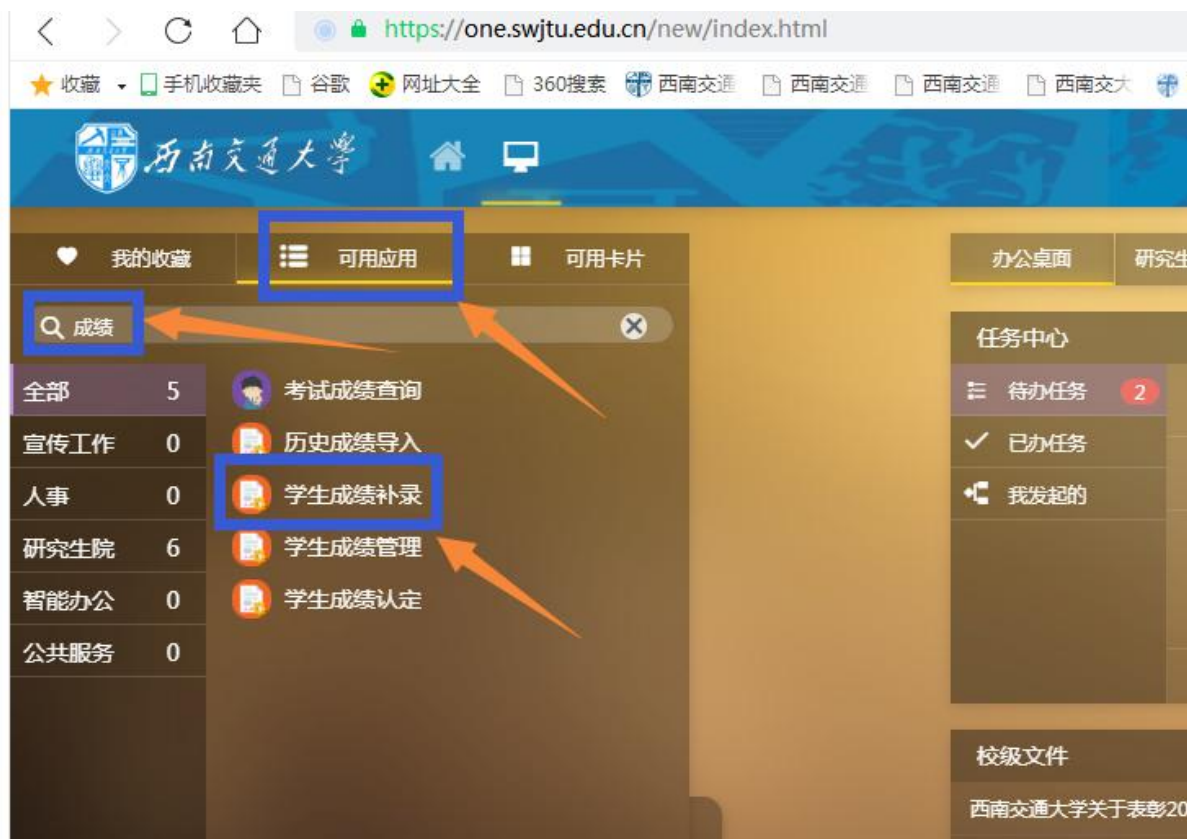 https://one.swjtu.edu.cn/new/index.html
收藏 手机收藏夹 谷歌 网址大全 360搜索 西南交通 西南交通 西南交通 西南交大
西南交通大學
我的收藏 可用应用 可用卡片
办公桌面 研究生
成绩
任务中心
全部 5
考试成绩查询
待办任务 2
宣传工作 0
历史成绩导入
已办任务
人事 0
学生成绩补录
我发起的
研究生院 6
学生成绩管理
智能办公 0
学生成绩认定
公共服务 0
校级文件
西南交通大学关于表彰20